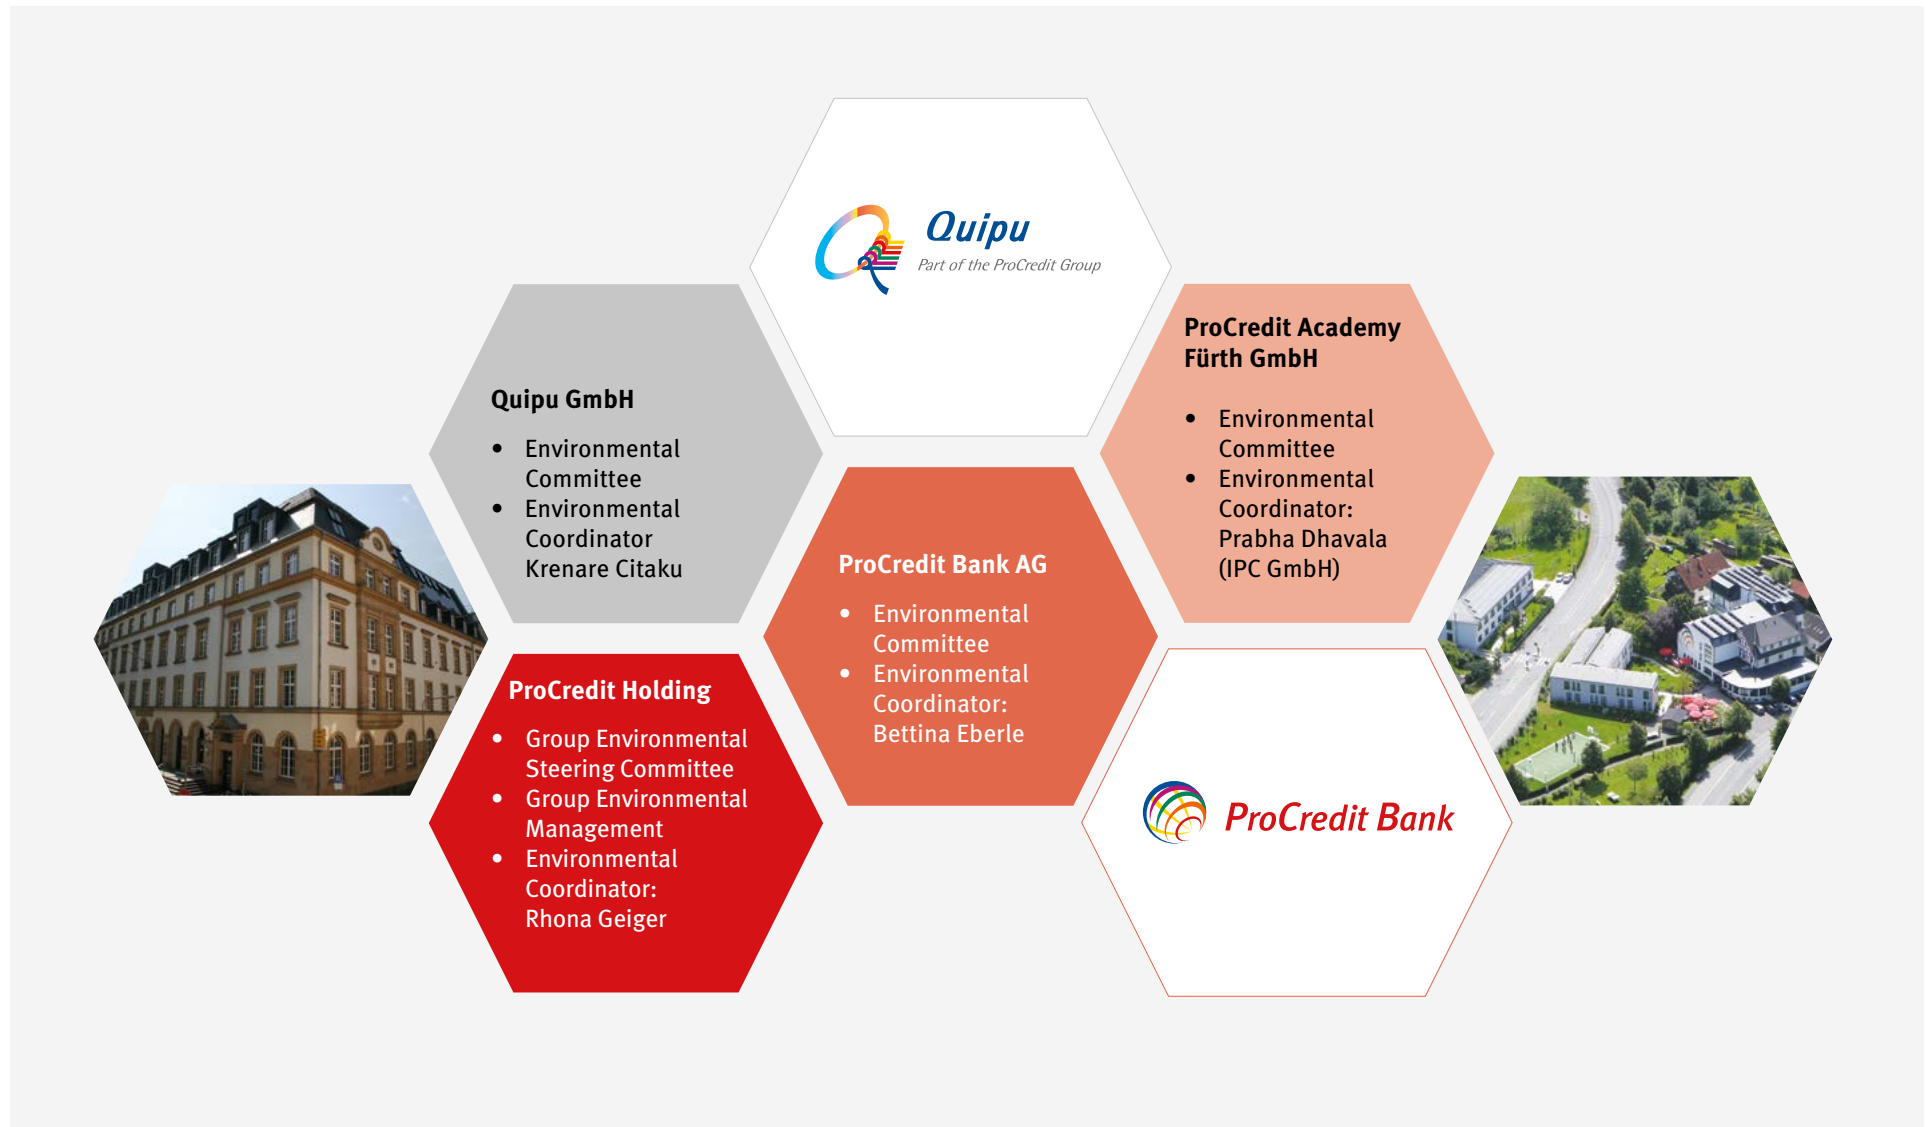 Quipu
Part of the ProCredit Group
Quipu GmbH
• Environmental
Committee
• Environmental
Coordinator
Krenare Citaku
ProCredit Academy
Fürth GmbH
• Environmental
Committee
• Environmental
Coordinator:
Prabha Dhavala
(IPC GmbH)
ProCredit Bank AG
• Environmental
Committee
• Environmental
Coordinator:
Bettina Eberle
ProCredit Holding
• Group Environmental
Steering Committee
• Group Environmental
Management
• Environmental
Coordinator:
Rhona Geiger
ProCredit Bank